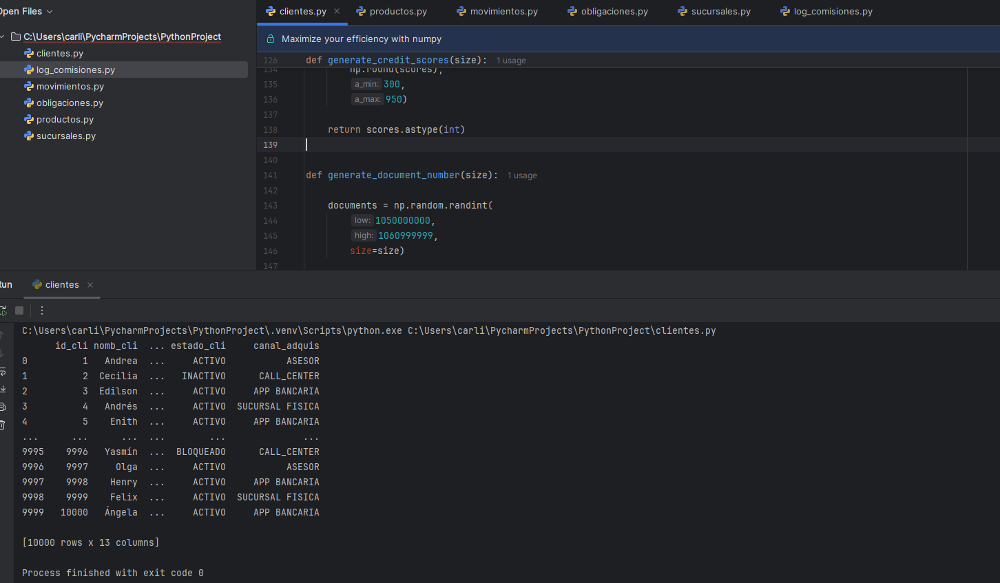 Open Files
C:\Users\carli\PycharmProjects\PythonProject
clientes.py
log_comisiones.py
movimientos.py
obligaciones.py
productos.py
sucursales.py
clientes.py productos.py movimientos.py obligaciones.py sucursales.py log_comisiones.py
Maximize your efficiency with numpy
126 def generate_credit_scores(size): 1 usage
134 np.round(scores),
135 a_min: 300,
136 a_max: 950)
137
138 return scores.astype(int)
139
140
141 def generate_document_number(size): 1 usage
142
143 documents = np.random.randint(
144 low: 1050000000,
145 high: 1060999999,
146 size=size)
147
Run clientes
C:\Users\carli\PycharmProjects\PythonProject\.venv\Scripts\python.exe C:\Users\carli\PycharmProjects\PythonProject\clientes.py
id_cli nomb_cli ... estado_cli canal_adquis
0 1 Andrea ... ACTIVO ASESOR
1 2 Cecilia ... INACTIVO CALL_CENTER
2 3 Edilson ... ACTIVO APP BANCARIA
3 4 Andrés ... ACTIVO SUCURSAL FISICA
4 5 Enith ... ACTIVO APP BANCARIA
... ... ... ... ... ...
9995 9996 Yasmin ... BLOQUEADO CALL_CENTER
9996 9997 Olga ... ACTIVO ASESOR
9997 9998 Henry ... ACTIVO APP BANCARIA
9998 9999 Felix ... ACTIVO SUCURSAL FISICA
9999 10000 Ángela ... ACTIVO APP BANCARIA
[10000 rows x 13 columns]
Process finished with exit code 0